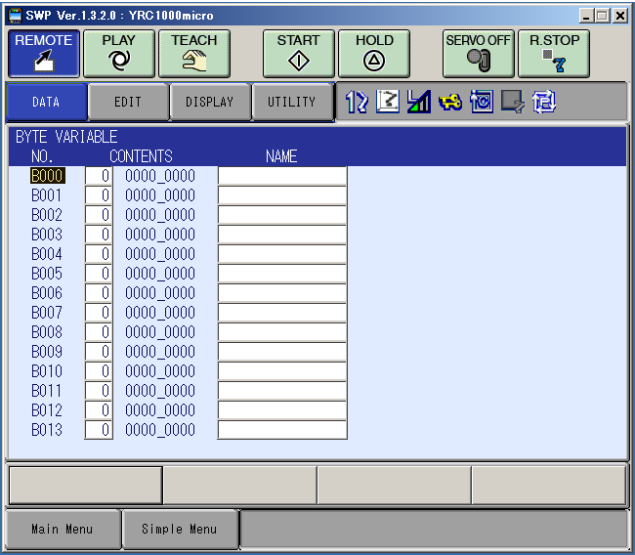 SWP Ver.1.3.2.0 : YRC1000micro
REMOTE PLAY TEACH START HOLD SERVO OFF R.STOP
DATA EDIT DISPLAY UTILITY
BYTE VARIABLE
NO. CONTENTS NAME
B000 0 0000_0000
B001 0 0000_0000
B002 0 0000_0000
B003 0 0000_0000
B004 0 0000_0000
B005 0 0000_0000
B006 0 0000_0000
B007 0 0000_0000
B008 0 0000_0000
B009 0 0000_0000
B010 0 0000_0000
B011 0 0000_0000
B012 0 0000_0000
B013 0 0000_0000
Main Menu Simple Menu